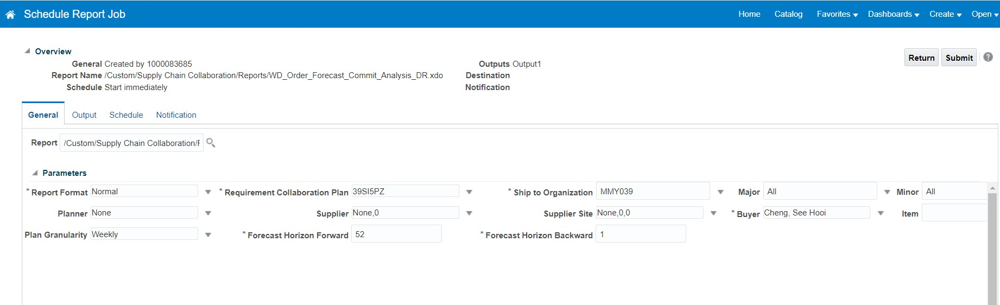 Schedule Report Job
Home Catalog Favorites Dashboards Create Open
Overview
Return Submit ?
General Created by 1000083685
Outputs Output1
Report Name /Custom/Supply Chain Collaboration/Reports/WD_Order_Forecast_Commit_Analysis_DR.xdo
Destination
Schedule Start immediately
Notification
General Output Schedule Notification
Report /Custom/Supply Chain Collaboration/F
Parameters
* Report Format Normal * Requirement Collaboration Plan 39SI5PZ * Ship to Organization MMY039 Major All Minor All
Planner None Supplier None,0 Supplier Site None,0,0 * Buyer Cheng, See Hooi Item
Plan Granularity Weekly * Forecast Horizon Forward 52 * Forecast Horizon Backward 1